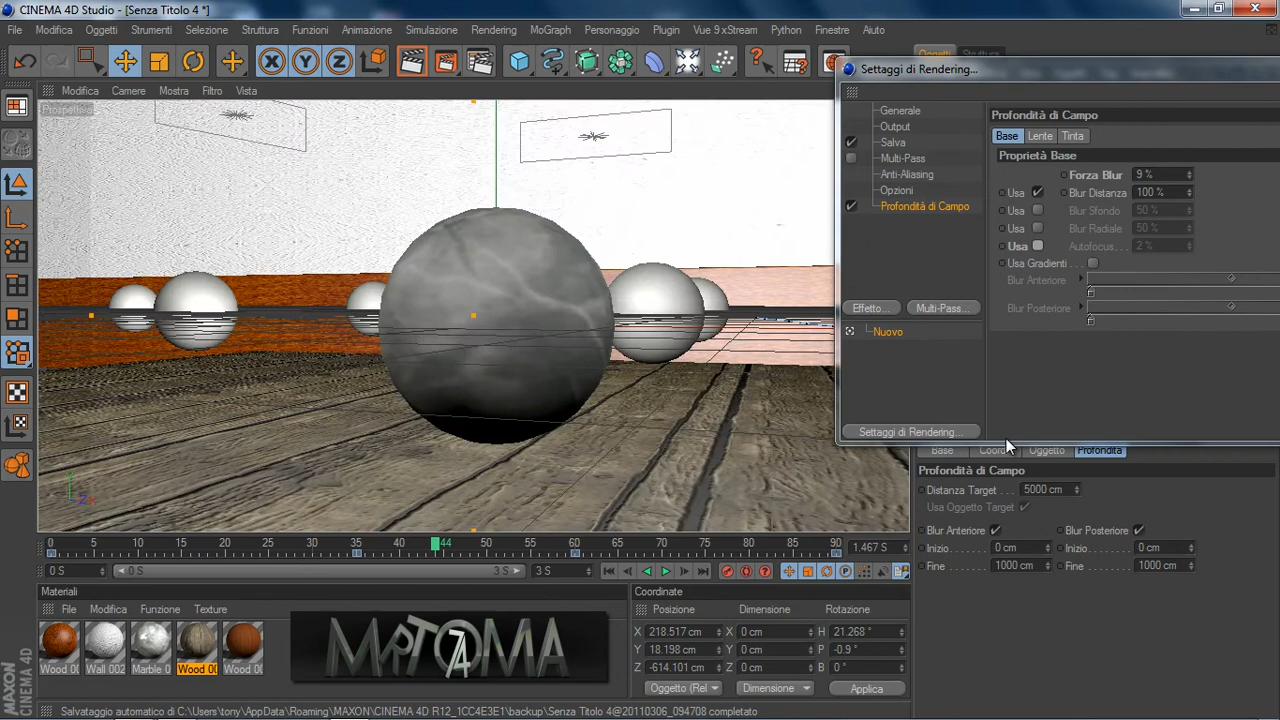 CINEMA 4D Studio - [Senza Titolo 4 *]
File Oggetti Strumenti Selezione Struttura Funzioni Animazione Simulazione Rendering MoGraph Personaggio Plugin Vue 9 xStream Python Finestre Aiuto
Oggetti Struttura
Modifica Camere Mostra Filtro Vista
Prospettiva
Settaggi di Rendering...
Generale
Output
Salva
Multi-Pass
Anti-Aliasing
Opzioni
Profondità di Campo
Effetto... Multi-Pass...
Nuovo
Settaggi di Rendering...
Profondità di Campo
Base Lente Tinta
Proprietà Base
Forza Blur 9 %
Usa Blur Distanza 100 %
Usa Blur Sfondo 50 %
Usa Blur Radiale 50 %
Usa Autofocus 2 %
Usa Gradienti
Blur Anteriore
Blur Posteriore
Base Coord. Oggetto Profondità
Profondità di Campo
Distanza Target 5000 cm
Usa Oggetto Target
Blur Anteriore Blur Posteriore
Inizio 0 cm Inizio 0 cm
Fine 1000 cm Fine 1000 cm
0 5 10 15 20 25 30 35 40 44 50 55 60 65 70 75 80 85 90 1.467 S
0 S 0 S 3 S 3 S
Materiali
File Modifica Funzione Texture
Wood 00 Wall 002 Marble 0 Wood 00 Wood 00
MRTOMA
74
Coordinate
Posizione Dimensione Rotazione
X 218.517 cm X 0 cm H 21.268 °
Y 18.198 cm Y 0 cm P -0.9 °
Z -614.101 cm Z 0 cm B 0 °
Oggetto (Rel Dimensione Applica
MAXON
CINEMA 4D
Salvataggio automatico di C:\Users\tony\AppData\Roaming\MAXON\CINEMA 4D R12_1CC4E3E1\backup\Senza Titolo 4@20110306_094708 completato